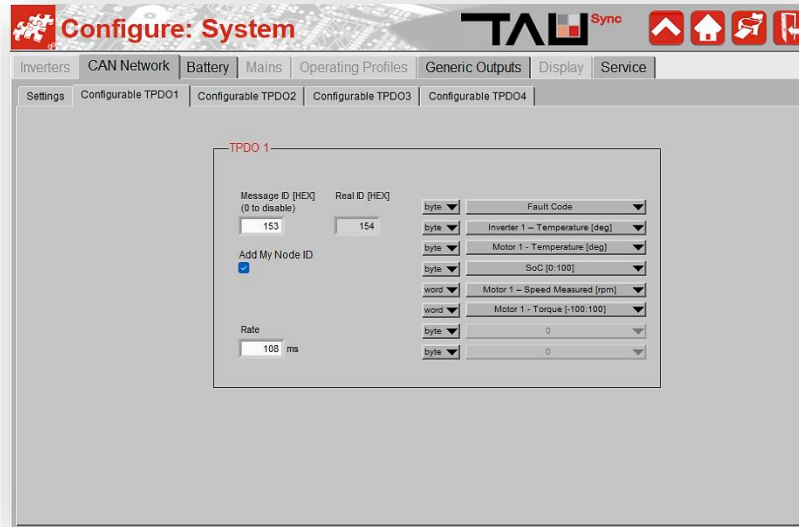 Configure: System
TAU Sync
Inverters CAN Network Battery Mains Operating Profiles Generic Outputs Display Service
Settings Configurable TPDO1 Configurable TPDO2 Configurable TPDO3 Configurable TPDO4
TPDO 1
Message ID [HEX] Real ID [HEX]
(0 to disable)
153 154
Add My Node ID
Rate
108 ms
byte Fault Code
byte Inverter 1 – Temperature [deg]
byte Motor 1 - Temperature [deg]
byte SoC [0:100]
word Motor 1 – Speed Measured [rpm]
word Motor 1 - Torque [-100:100]
byte 0
byte 0